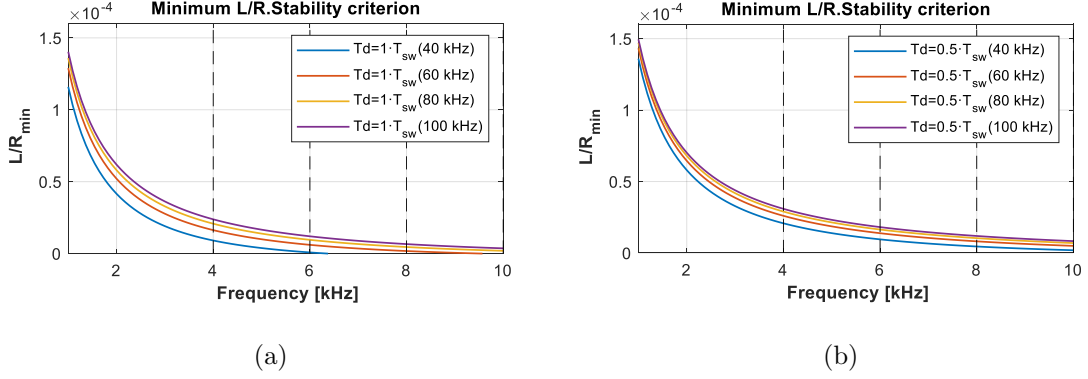 Minimum L/R.Stability criterion
×10^-4
1.5
1
0.5
0
L/R_min
Td=1·T_sw(40 kHz)
Td=1·T_sw(60 kHz)
Td=1·T_sw(80 kHz)
Td=1·T_sw(100 kHz)
2 4 6 8 10
Frequency [kHz]
(a)
Minimum L/R.Stability criterion
×10^-4
1.5
1
0.5
0
L/R_min
Td=0.5·T_sw(40 kHz)
Td=0.5·T_sw(60 kHz)
Td=0.5·T_sw(80 kHz)
Td=0.5·T_sw(100 kHz)
2 4 6 8 10
Frequency [kHz]
(b)